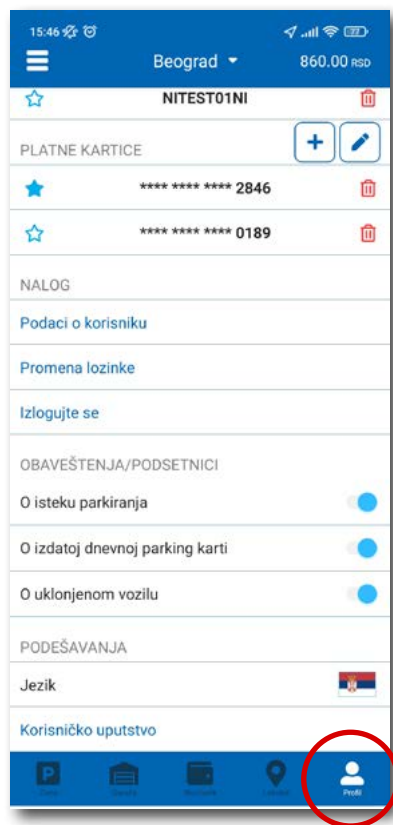 15:46
Beograd 860.00 RSD
NITEST01NI
PLATNE KARTICE
**** **** **** 2846
**** **** **** 0189
NALOG
Podaci o korisniku
Promena lozinke
Izlogujte se
OBAVEŠTENJA/PODSETNICI
O isteku parkiranja
O izdatoj dnevnoj parking karti
O uklonjenom vozilu
PODEŠAVANJA
Jezik
Korisničko uputstvo
P
Profil